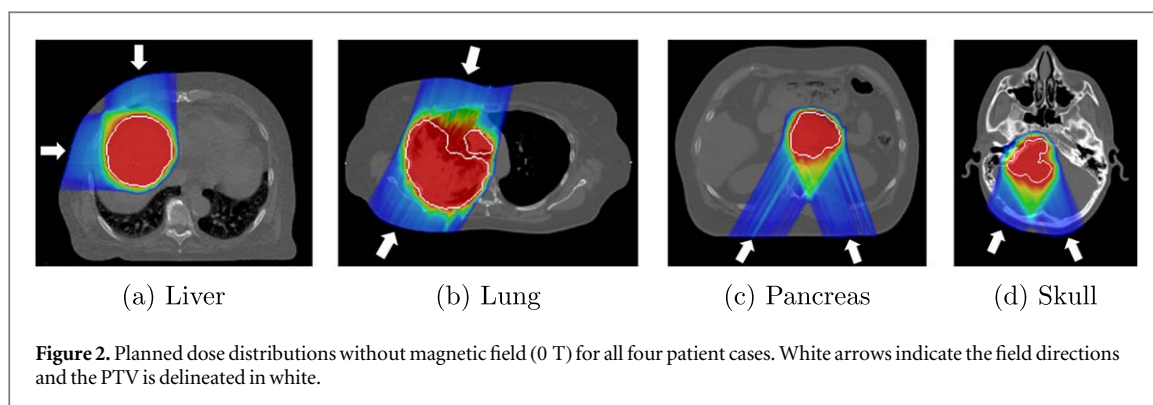 (a) Liver
(b) Lung
(c) Pancreas
(d) Skull
Figure 2. Planned dose distributions without magnetic field (0 T) for all four patient cases. White arrows indicate the field directions
and the PTV is delineated in white.